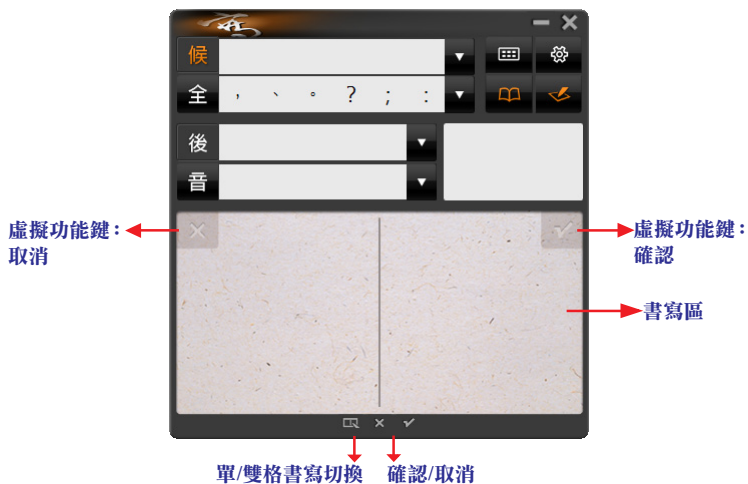 候
全 , 、 。 ? ; :
後
音
虛擬功能鍵:
取消
虛擬功能鍵:
確認
書寫區
單/雙格書寫切換 確認/取消